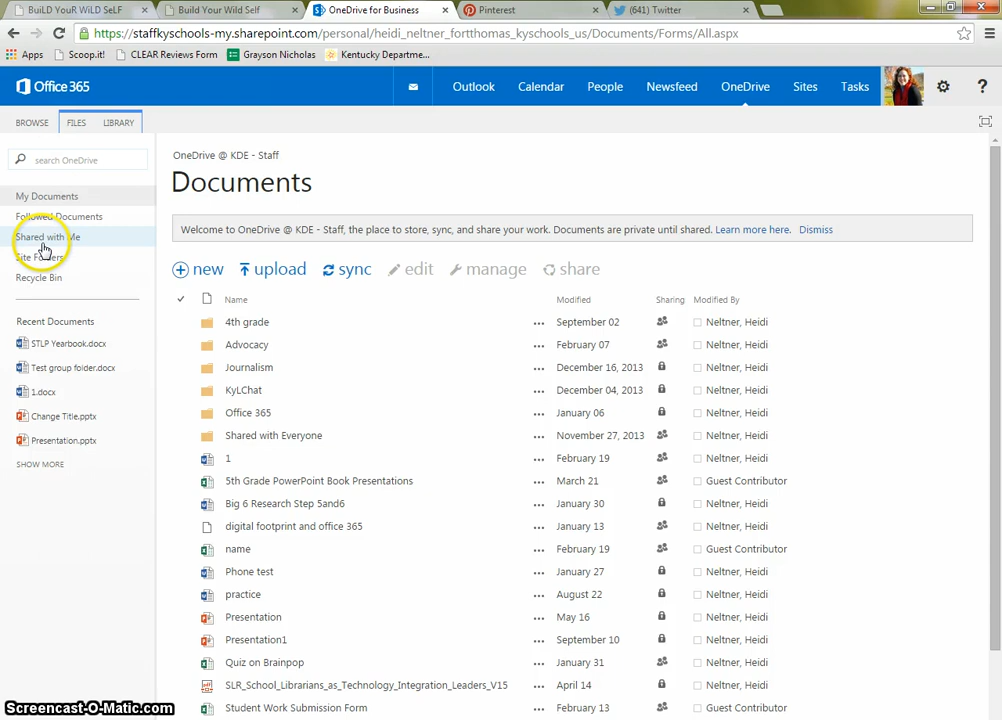 BuiLD YouR WiLD SeLF
Build Your Wild Self
OneDrive for Business
Pinterest
(641) Twitter
https://staffkyschools-my.sharepoint.com/personal/heidi_neltner_fortthomas_kyschools_us/Documents/Forms/All.aspx
Apps Scoop.it! CLEAR Reviews Form Grayson Nicholas Kentucky Departme...
Office 365
Outlook Calendar People Newsfeed OneDrive Sites Tasks ?
BROWSE FILES LIBRARY
search OneDrive
My Documents
Followed Documents
Shared with Me
Site Folders
Recycle Bin
Recent Documents
STLP Yearbook.docx
Test group folder.docx
1.docx
Change Title.pptx
Presentation.pptx
SHOW MORE
OneDrive @ KDE - Staff
Documents
Welcome to OneDrive @ KDE - Staff, the place to store, sync, and share your work. Documents are private until shared. Learn more here. Dismiss
new upload sync edit manage share
Name Modified Sharing Modified By
4th grade ... September 02 Neltner, Heidi
Advocacy ... February 07 Neltner, Heidi
Journalism ... December 16, 2013 Neltner, Heidi
KyLChat ... December 04, 2013 Neltner, Heidi
Office 365 ... January 06 Neltner, Heidi
Shared with Everyone ... November 27, 2013 Neltner, Heidi
1 ... February 19 Neltner, Heidi
5th Grade PowerPoint Book Presentations ... March 21 Guest Contributor
Big 6 Research Step 5and6 ... January 30 Neltner, Heidi
digital footprint and office 365 ... January 13 Neltner, Heidi
name ... February 19 Guest Contributor
Phone test ... January 27 Neltner, Heidi
practice ... August 22 Neltner, Heidi
Presentation ... May 16 Neltner, Heidi
Presentation1 ... September 10 Neltner, Heidi
Quiz on Brainpop ... January 31 Neltner, Heidi
SLR_School_Librarians_as_Technology_Integration_Leaders_V15 ... April 14 Neltner, Heidi
Student Work Submission Form ... February 13 Guest Contributor
Screencast-O-Matic.com